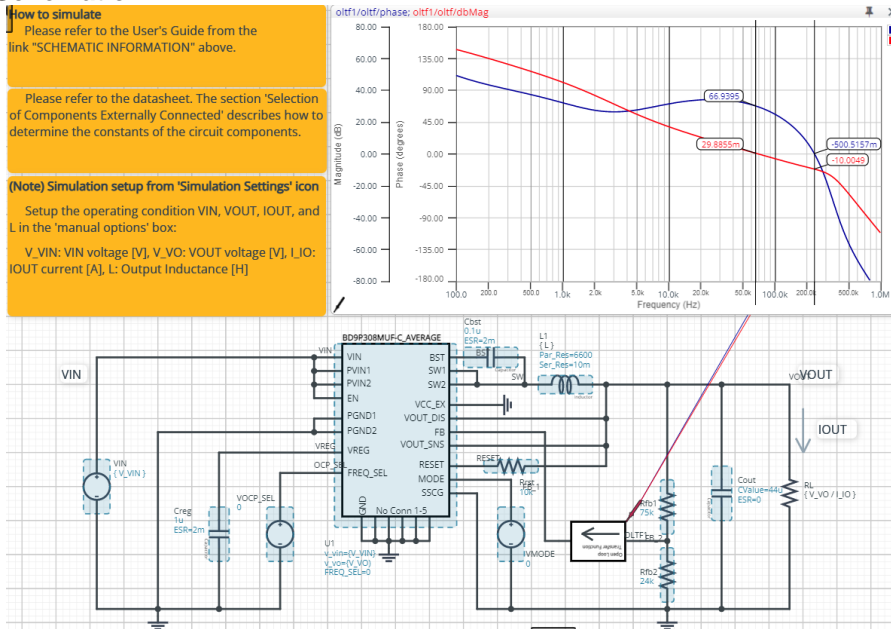 How to simulate
Please refer to the User's Guide from the
link "SCHEMATIC INFORMATION" above.
Please refer to the datasheet. The section 'Selection
of Components Externally Connected' describes how to
determine the constants of the circuit components.
(Note) Simulation setup from 'Simulation Settings' icon
Setup the operating condition VIN, VOUT, IOUT, and
L in the 'manual options' box:
V_VIN: VIN voltage [V], V_VO: VOUT voltage [V], I_IO:
IOUT current [A], L: Output Inductance [H]
oltf1/oltf/phase; oltf1/oltf/dbMag
Magnitude (dB)
80.00
60.00
40.00
20.00
0.00
-20.00
-40.00
-60.00
-80.00
Phase (degrees)
180.00
135.00
90.00
45.00
0.00
-45.00
-90.00
-135.00
-180.00
66.9395
29.8855m
-500.5157m
-10.0049
100.0 200.0 500.0 1.0k 2.0k 5.0k 10.0k 20.0k 50.0k 100.0k 200.0k 500.0k 1.0M
Frequency (Hz)
BD9P308MUF-C_AVERAGE
VIN
VIN
VIN
{ V_VIN }
VIN
PVIN1
PVIN2
EN
PGND1
PGND2
VREG
VREG
FREQ_SEL
GND
No Conn 1-5
BST
SW1
SW2
VCC_EX
VOUT_DIS
FB
VOUT_SNS
RESET
MODE
SSCG
Cbst
0.1u
ESR=2m
L1
{ L }
Par_Res=6600
Ser_Res=10m
SW
VOUT
IOUT
RESET
Rrst
10k
Creg
1u
ESR=2m
VOCP_SEL
0
U1
v_vin={V_VIN}
v_vo={V_VO}
FREQ_SEL=0
VMODE
0
Open Loop
Transfer Function
Rfb1
75k
Rfb2
24k
Cout
CValue=44u
ESR=0
RL
{ V_VO / I_IO }